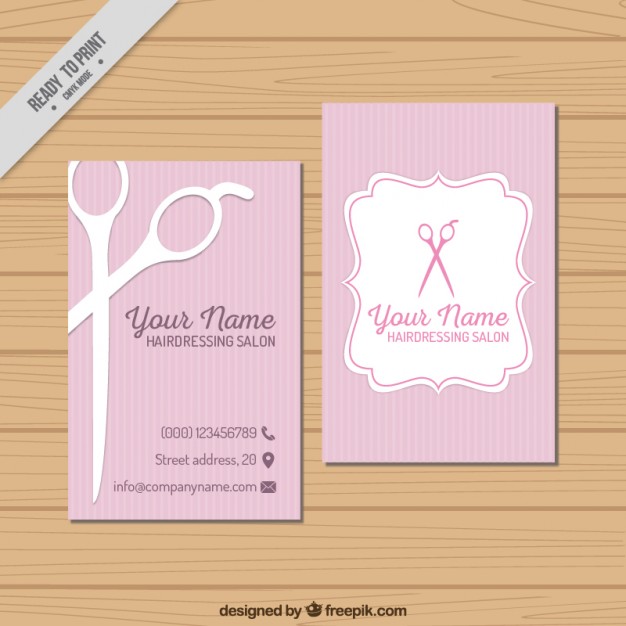 READY TO PRINT
CMYK MODE
Your Name
HAIRDRESSING SALON
(000) 123456789
Street address, 20
info@companyname.com
Your Name
HAIRDRESSING SALON
designed by freepik.com